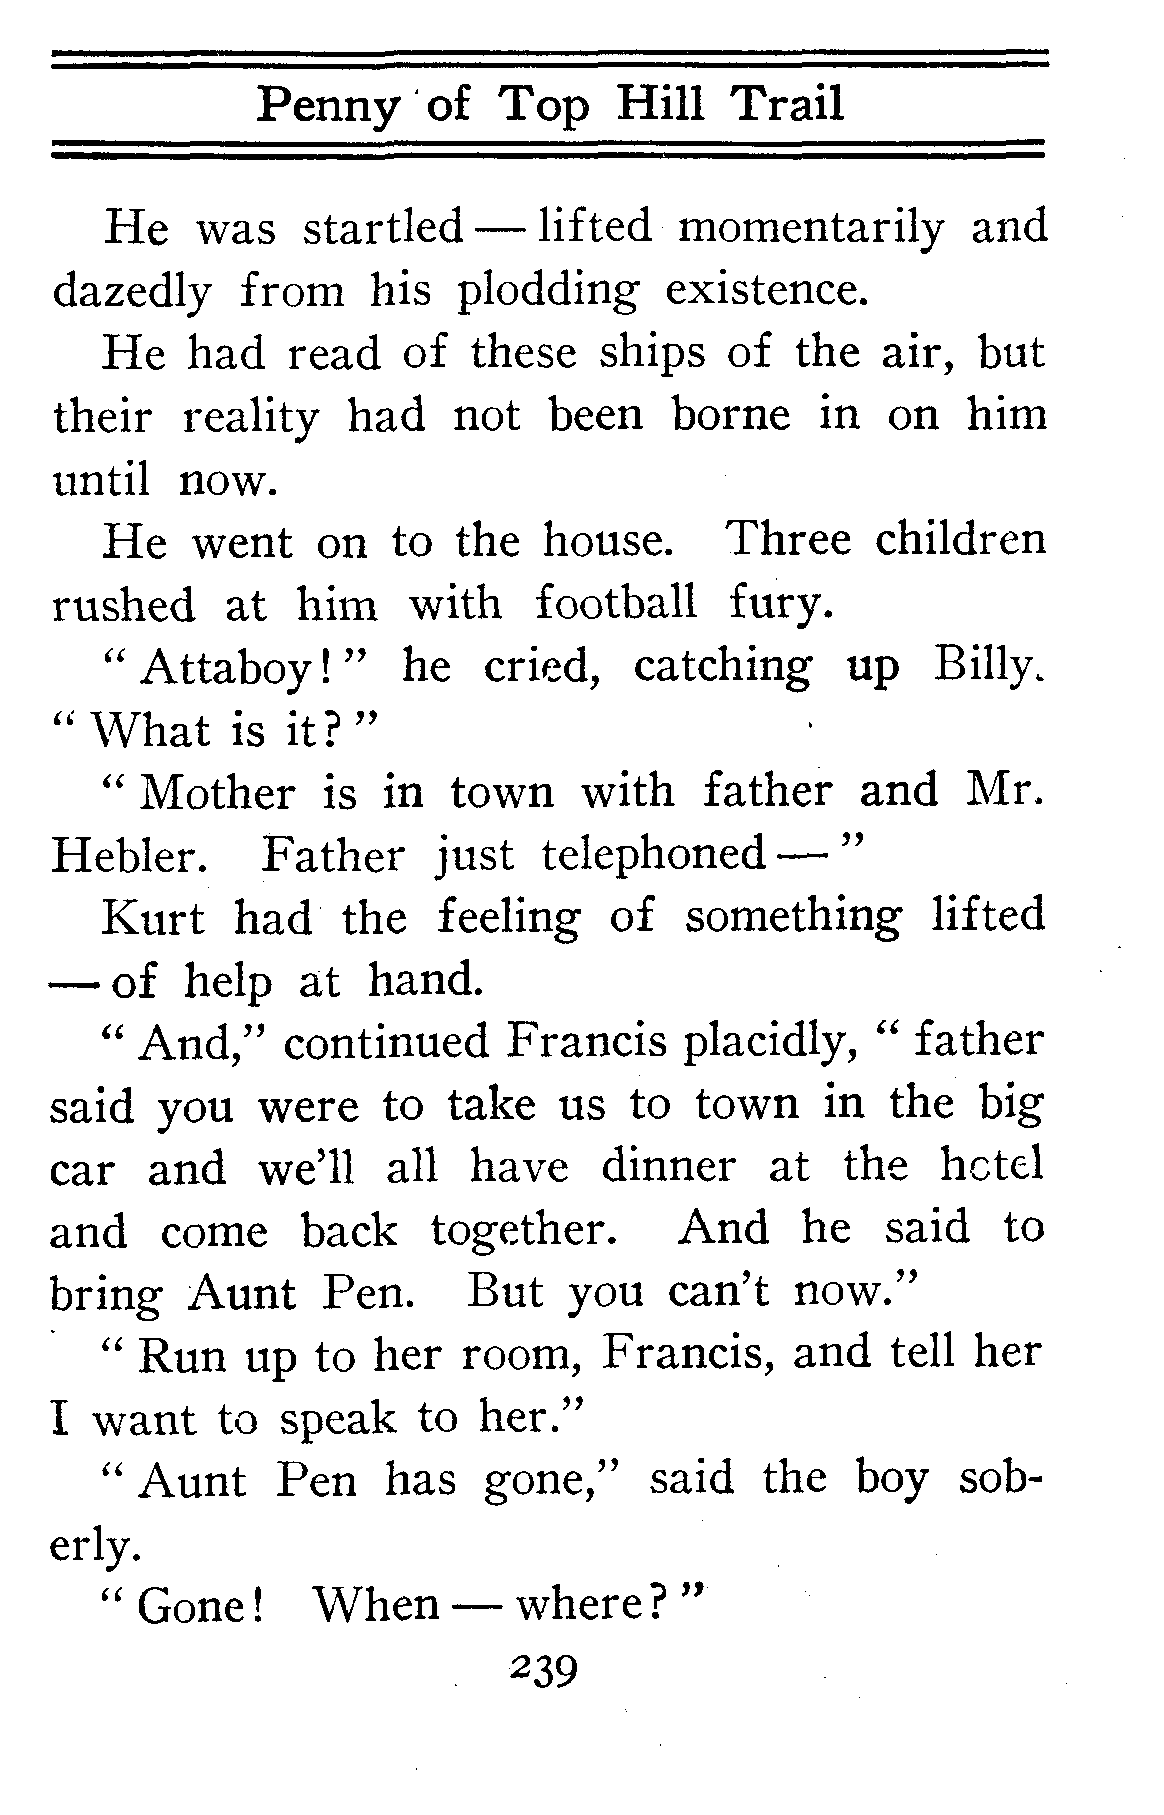 Penny of Top Hill Trail
He was startled — lifted momentarily and
dazedly from his plodding existence.
He had read of these ships of the air, but
their reality had not been borne in on him
until now.
He went on to the house. Three children
rushed at him with football fury.
“ Attaboy! ” he cried, catching up Billy.
“ What is it? ”
“ Mother is in town with father and Mr.
Hebler. Father just telephoned — ”
Kurt had the feeling of something lifted
— of help at hand.
“ And,” continued Francis placidly, “ father
said you were to take us to town in the big
car and we'll all have dinner at the hotel
and come back together. And he said to
bring Aunt Pen. But you can't now.”
“ Run up to her room, Francis, and tell her
I want to speak to her.”
“ Aunt Pen has gone,” said the boy sob-
erly.
“ Gone! When — where? ”
239